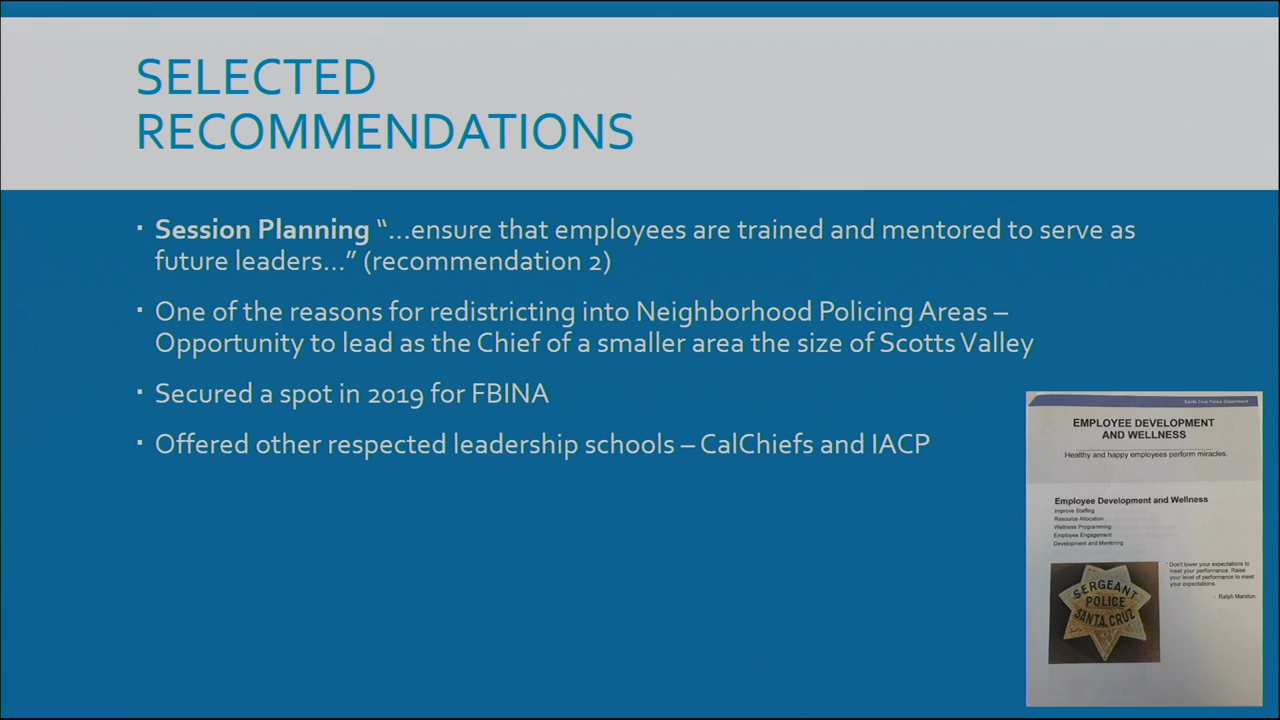 SELECTED
RECOMMENDATIONS
▪ Session Planning “…ensure that employees are trained and mentored to serve as
future leaders…” (recommendation 2)
▪ One of the reasons for redistricting into Neighborhood Policing Areas –
Opportunity to lead as the Chief of a smaller area the size of Scotts Valley
▪ Secured a spot in 2019 for FBINA
▪ Offered other respected leadership schools – CalChiefs and IACP
Santa Cruz Police Department
EMPLOYEE DEVELOPMENT
AND WELLNESS
Healthy and happy employees perform miracles.
Employee Development and Wellness
Improve Staffing
Resource Allocation
Wellness Programming
Employee Engagement
Development and Mentoring
" Don't lower your expectations to
meet your performance. Raise
your level of performance to meet
your expectations.
- Ralph Marston
SERGEANT
POLICE
SANTA CRUZ